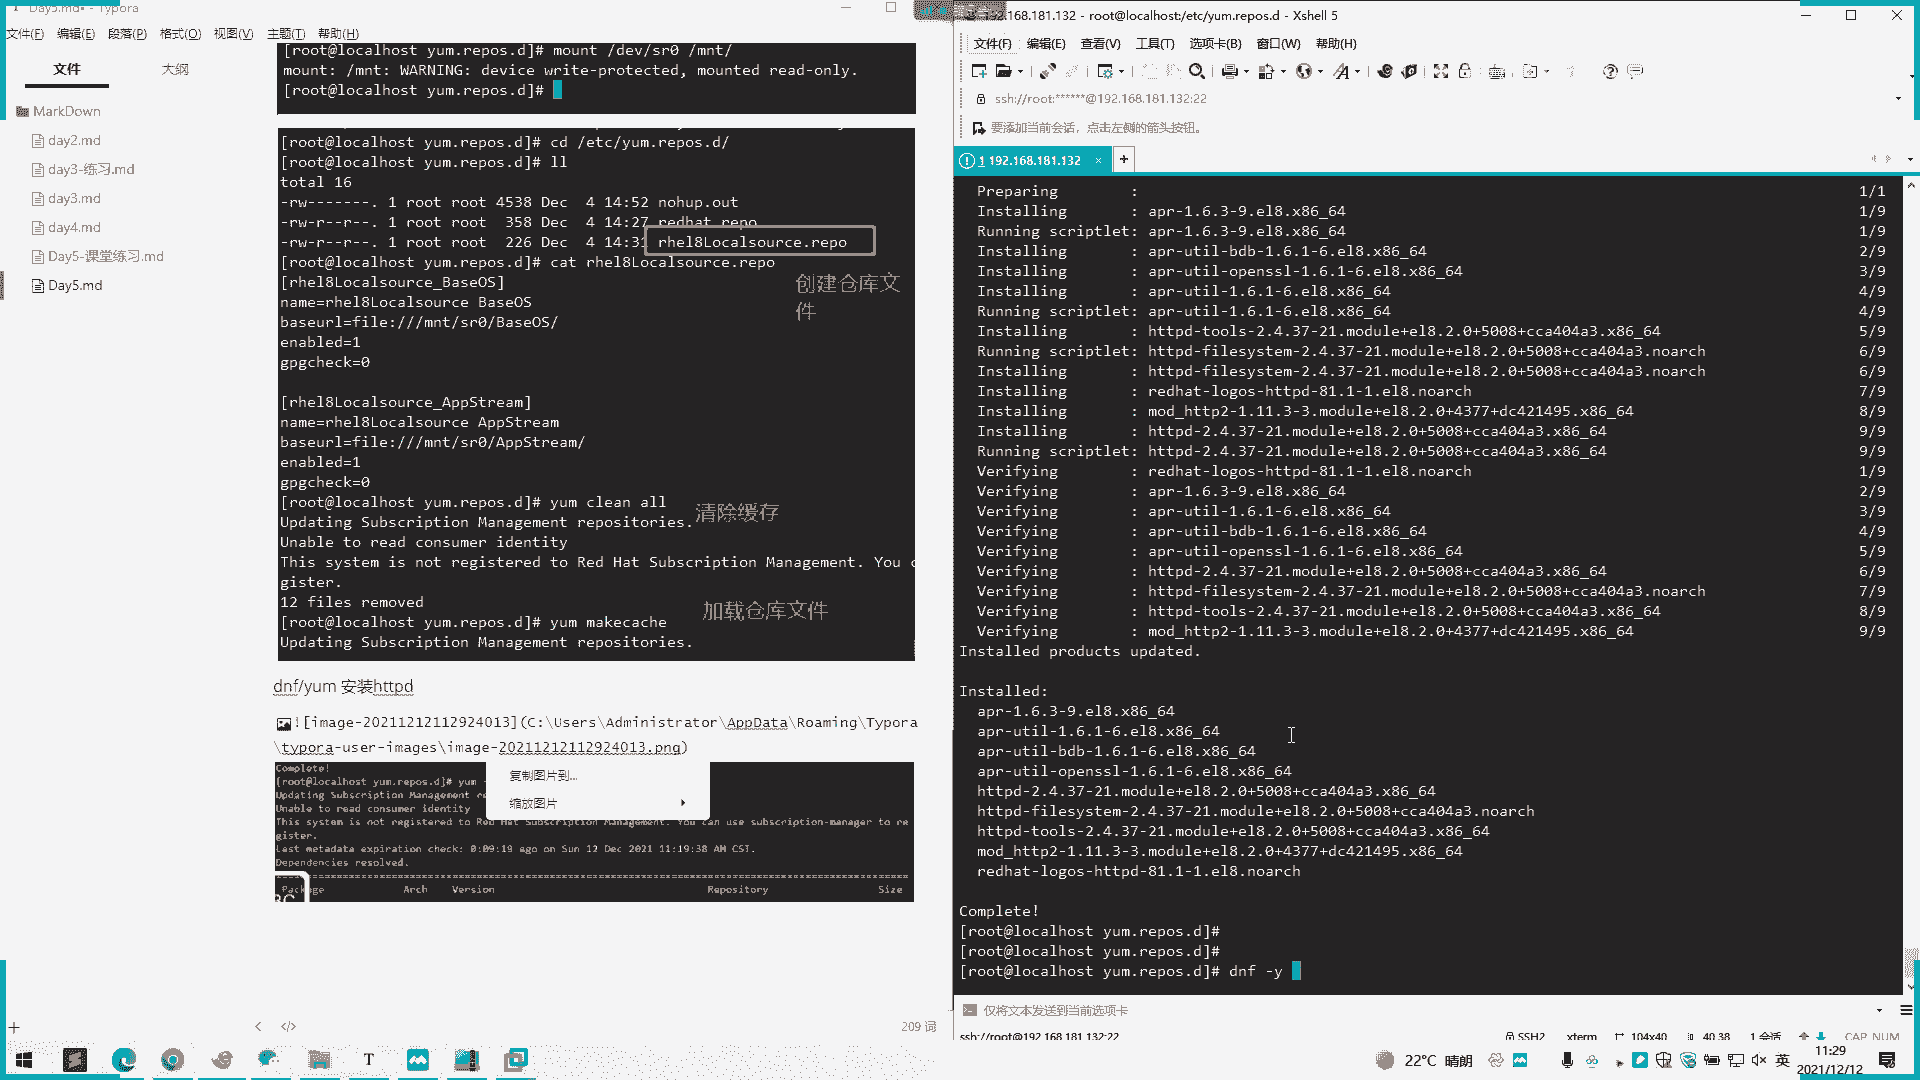 Day5.md• - Typora
文件(F) 编辑(E) 段落(P) 格式(O) 视图(V) 主题(T) 帮助(H)
文件 大纲
MarkDown
day2.md
day3-练习.md
day3.md
day4.md
Day5-课堂练习.md
Day5.md
[root@localhost yum.repos.d]# mount /dev/sr0 /mnt/
mount: /mnt: WARNING: device write-protected, mounted read-only.
[root@localhost yum.repos.d]#
[root@localhost yum.repos.d]# cd /etc/yum.repos.d/
[root@localhost yum.repos.d]# ll
total 16
-rw-------. 1 root root 4538 Dec  4 14:52 nohup.out
-rw-r--r--. 1 root root  358 Dec  4 14:27 redhat.repo
-rw-r--r--. 1 root root  226 Dec  4 14:31 rhel8Localsource.repo
[root@localhost yum.repos.d]# cat rhel8Localsource.repo
[rhel8Localsource_BaseOS]
创建仓库文
件
name=rhel8Localsource BaseOS
baseurl=file:///mnt/sr0/BaseOS/
enabled=1
gpgcheck=0
[rhel8Localsource_AppStream]
name=rhel8Localsource AppStream
baseurl=file:///mnt/sr0/AppStream/
enabled=1
gpgcheck=0
[root@localhost yum.repos.d]# yum clean all
清除缓存
Updating Subscription Management repositories.
Unable to read consumer identity
This system is not registered to Red Hat Subscription Management. You c
gister.
12 files removed
加载仓库文件
[root@localhost yum.repos.d]# yum makecache
Updating Subscription Management repositories.
dnf/yum 安装httpd
![image-20211212112924013](C:\Users\Administrator\AppData\Roaming\Typora
\typora-user-images\image-20211212112924013.png)
复制图片到...
缩放图片
Complete!
[root@localhost yum.repos.d]# yum
Updating Subscription Management re
Unable to read consumer identity
This system is not registered to Red Hat Subscription Management. You can use subscription-manager to re
gister.
Last metadata expiration check: 0:09:19 ago on Sun 12 Dec 2021 11:19:38 AM CST.
Dependencies resolved.
Package Arch Version Repository Size
209 词
192.168.181.132 - root@localhost:/etc/yum.repos.d - Xshell 5
文件(F) 编辑(E) 查看(V) 工具(T) 选项卡(B) 窗口(W) 帮助(H)
ssh://root:******@192.168.181.132:22
要添加当前会话，点击左侧的箭头按钮。
1 192.168.181.132
Preparing        :                                                    1/1
Installing       : apr-1.6.3-9.el8.x86_64                             1/9
Running scriptlet: apr-1.6.3-9.el8.x86_64                             1/9
Installing       : apr-util-bdb-1.6.1-6.el8.x86_64                    2/9
Installing       : apr-util-openssl-1.6.1-6.el8.x86_64                3/9
Installing       : apr-util-1.6.1-6.el8.x86_64                        4/9
Running scriptlet: apr-util-1.6.1-6.el8.x86_64                        4/9
Installing       : httpd-tools-2.4.37-21.module+el8.2.0+5008+cca404a3.x86_64 5/9
Running scriptlet: httpd-filesystem-2.4.37-21.module+el8.2.0+5008+cca404a3.noarch 6/9
Installing       : httpd-filesystem-2.4.37-21.module+el8.2.0+5008+cca404a3.noarch 6/9
Installing       : redhat-logos-httpd-81.1-1.el8.noarch               7/9
Installing       : mod_http2-1.11.3-3.module+el8.2.0+4377+dc421495.x86_64 8/9
Installing       : httpd-2.4.37-21.module+el8.2.0+5008+cca404a3.x86_64 9/9
Running scriptlet: httpd-2.4.37-21.module+el8.2.0+5008+cca404a3.x86_64 9/9
Verifying        : redhat-logos-httpd-81.1-1.el8.noarch               1/9
Verifying        : apr-1.6.3-9.el8.x86_64                             2/9
Verifying        : apr-util-1.6.1-6.el8.x86_64                        3/9
Verifying        : apr-util-bdb-1.6.1-6.el8.x86_64                    4/9
Verifying        : apr-util-openssl-1.6.1-6.el8.x86_64                5/9
Verifying        : httpd-2.4.37-21.module+el8.2.0+5008+cca404a3.x86_64 6/9
Verifying        : httpd-filesystem-2.4.37-21.module+el8.2.0+5008+cca404a3.noarch 7/9
Verifying        : httpd-tools-2.4.37-21.module+el8.2.0+5008+cca404a3.x86_64 8/9
Verifying        : mod_http2-1.11.3-3.module+el8.2.0+4377+dc421495.x86_64 9/9
Installed products updated.
Installed:
apr-1.6.3-9.el8.x86_64
apr-util-1.6.1-6.el8.x86_64
apr-util-bdb-1.6.1-6.el8.x86_64
apr-util-openssl-1.6.1-6.el8.x86_64
httpd-2.4.37-21.module+el8.2.0+5008+cca404a3.x86_64
httpd-filesystem-2.4.37-21.module+el8.2.0+5008+cca404a3.noarch
httpd-tools-2.4.37-21.module+el8.2.0+5008+cca404a3.x86_64
mod_http2-1.11.3-3.module+el8.2.0+4377+dc421495.x86_64
redhat-logos-httpd-81.1-1.el8.noarch
Complete!
[root@localhost yum.repos.d]#
[root@localhost yum.repos.d]#
[root@localhost yum.repos.d]# dnf -y
仅将文本发送到当前选项卡
ssh://root@192.168.181.132:22 SSH2 xterm 104x40 40,38 1 会话 CAP NUM
22°C 晴朗 英 11:29
2021/12/12